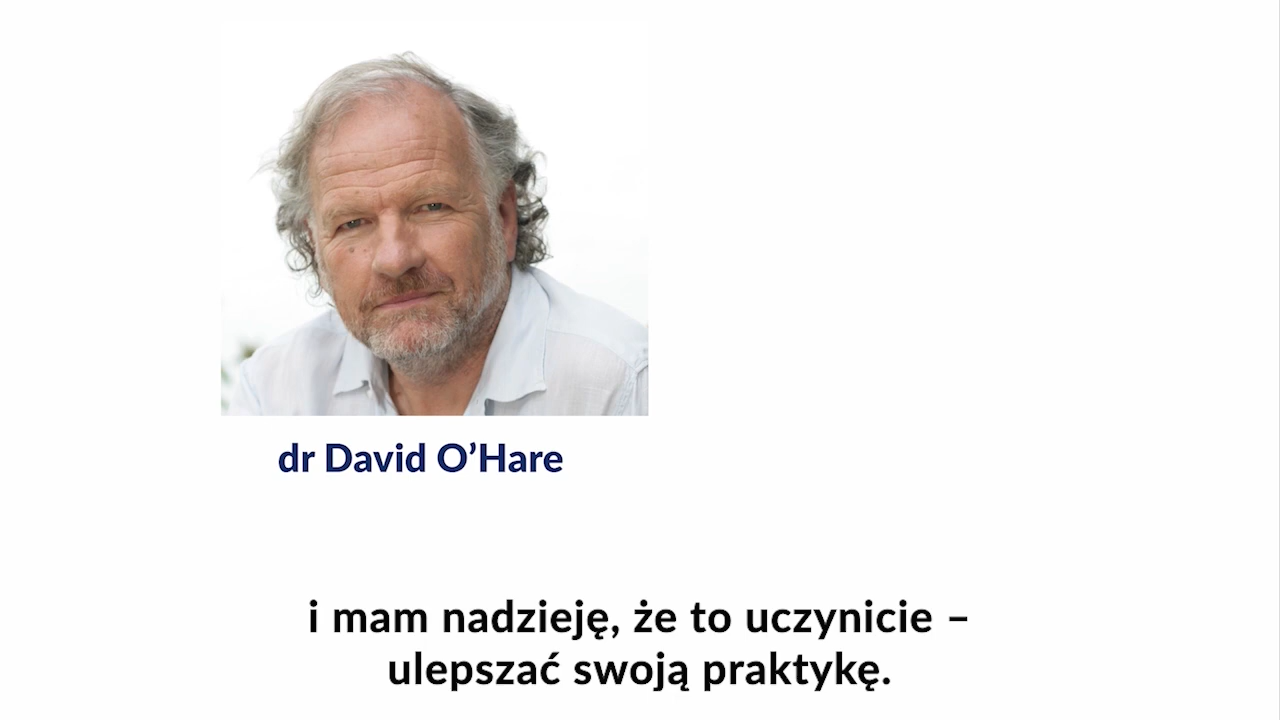 dr David O’Hare
i mam nadzieję, że to uczynicie –
ulepszać swoją praktykę.